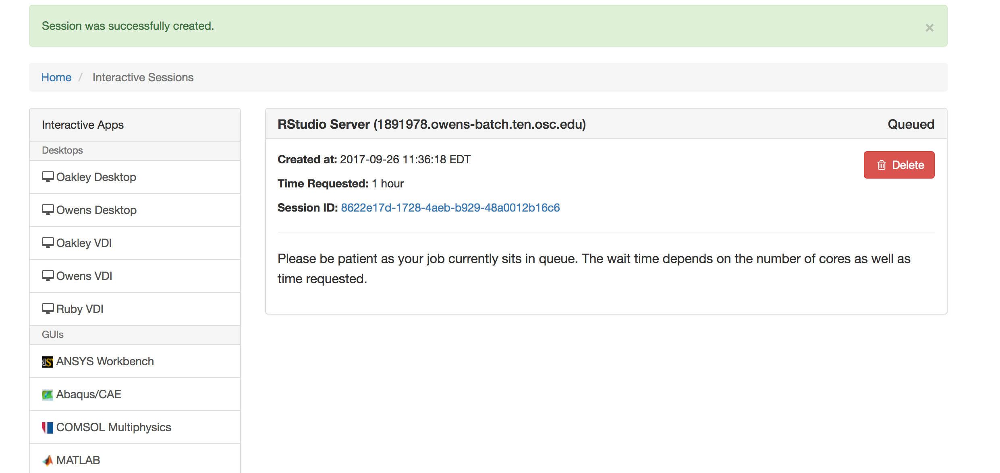 Session was successfully created.
×
Home / Interactive Sessions
Interactive Apps
Desktops
Oakley Desktop
Owens Desktop
Oakley VDI
Owens VDI
Ruby VDI
GUIs
ANSYS Workbench
Abaqus/CAE
COMSOL Multiphysics
MATLAB
RStudio Server (1891978.owens-batch.ten.osc.edu)
Queued
Created at: 2017-09-26 11:36:18 EDT
Delete
Time Requested: 1 hour
Session ID: 8622e17d-1728-4aeb-b929-48a0012b16c6
Please be patient as your job currently sits in queue. The wait time depends on the number of cores as well as
time requested.